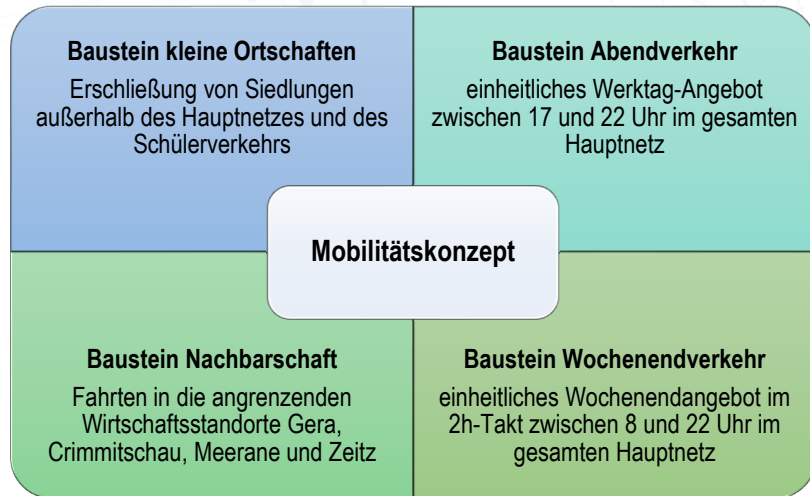 Baustein kleine Ortschaften
Erschließung von Siedlungen
außerhalb des Hauptnetzes und des
Schülerverkehrs
Baustein Abendverkehr
einheitliches Werktag-Angebot
zwischen 17 und 22 Uhr im gesamten
Hauptnetz
Mobilitätskonzept
Baustein Nachbarschaft
Fahrten in die angrenzenden
Wirtschaftsstandorte Gera,
Crimmitschau, Meerane und Zeitz
Baustein Wochenendverkehr
einheitliches Wochenendangebot im
2h-Takt zwischen 8 und 22 Uhr im
gesamten Hauptnetz